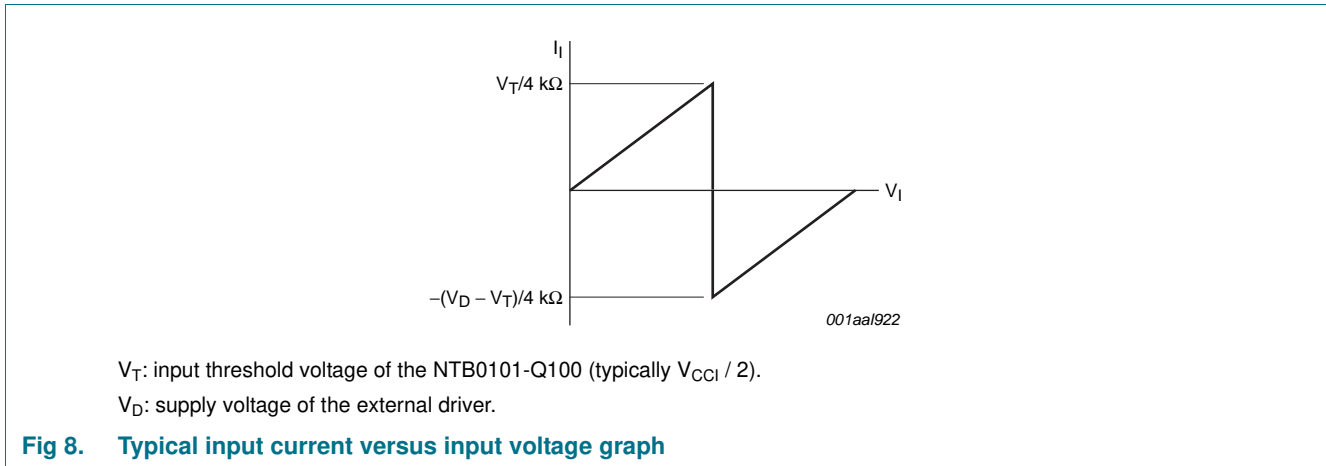 I_I
V_T/4 kΩ
V_I
−(V_D − V_T)/4 kΩ
001aal922
V_T: input threshold voltage of the NTB0101-Q100 (typically V_CCI / 2).
V_D: supply voltage of the external driver.
Fig 8. Typical input current versus input voltage graph